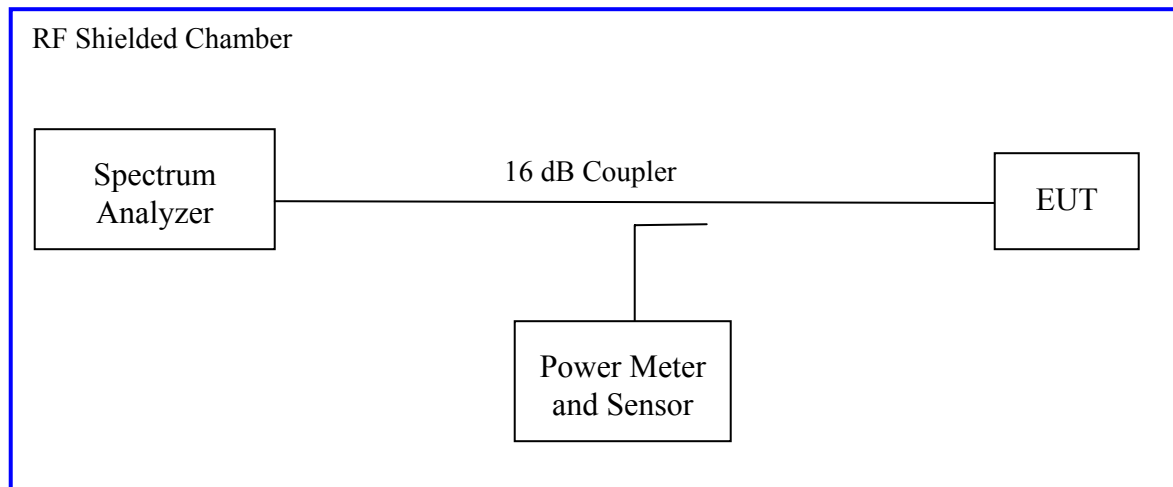 RF Shielded Chamber
16 dB Coupler
Spectrum
Analyzer
EUT
Power Meter
and Sensor